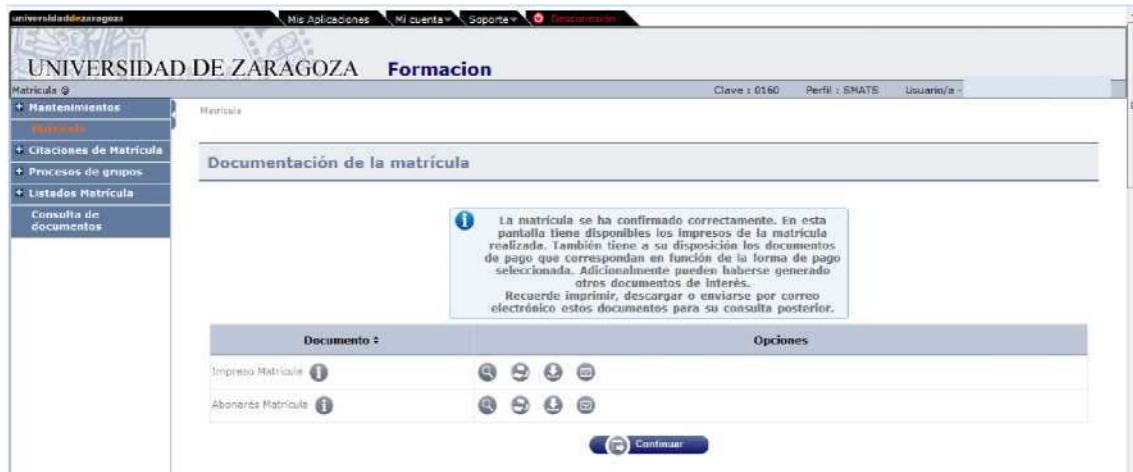 universidaddezaragoza
Mis Aplicaciones Mi cuenta Soporte Desconexión
UNIVERSIDAD DE ZARAGOZA Formacion
Matrícula @ Clave : 0160 Perfil : SMATS Usuario/a -
+ Mantenimientos
Matrícula
Matrícula
+ Citaciones de Matrícula
+ Procesos de grupos
+ Listados Matrícula
Consulta de
documentos
Documentación de la matrícula
La matrícula se ha confirmado correctamente. En esta
pantalla tiene disponibles los impresos de la matrícula
realizada. También tiene a su disposición los documentos
de pago que correspondan en función de la forma de pago
seleccionada. Adicionalmente pueden haberse generado
otros documentos de interés.
Recuerde imprimir, descargar o enviarse por correo
electrónico estos documentos para su consulta posterior.
Documento Opciones
Impreso Matrícula
Abonarés Matrícula
Continuar